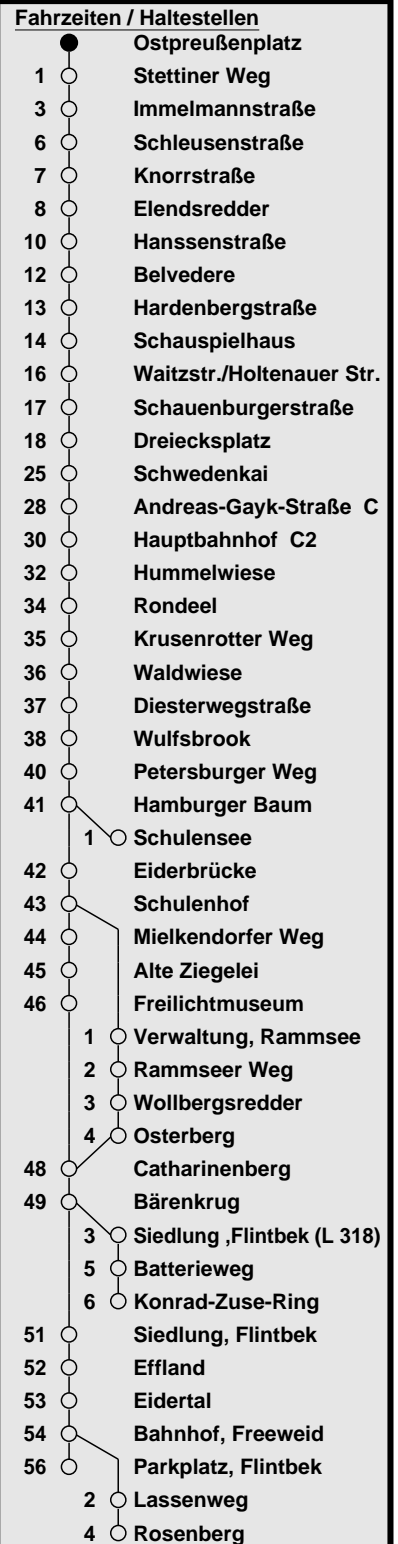 Fahrzeiten / Haltestellen
Ostpreußenplatz
1 Stettiner Weg
3 Immelmannstraße
6 Schleusenstraße
7 Knorrstraße
8 Elendsredder
10 Hanssenstraße
12 Belvedere
13 Hardenbergstraße
14 Schauspielhaus
16 Waitzstr./Holtenauer Str.
17 Schauenburgerstraße
18 Dreiecksplatz
25 Schwedenkai
28 Andreas-Gayk-Straße C
30 Hauptbahnhof C2
32 Hummelwiese
34 Rondeel
35 Krusenrotter Weg
36 Waldwiese
37 Diesterwegstraße
38 Wulfsbrook
40 Petersburger Weg
41 Hamburger Baum
1 Schulensee
42 Eiderbrücke
43 Schulenhof
44 Mielkendorfer Weg
45 Alte Ziegelei
46 Freilichtmuseum
1 Verwaltung, Rammsee
2 Rammseer Weg
3 Wollbergsredder
4 Osterberg
48 Catharinenberg
49 Bärenkrug
3 Siedlung ,Flintbek (L 318)
5 Batterieweg
6 Konrad-Zuse-Ring
51 Siedlung, Flintbek
52 Effland
53 Eidertal
54 Bahnhof, Freeweid
56 Parkplatz, Flintbek
2 Lassenweg
4 Rosenberg